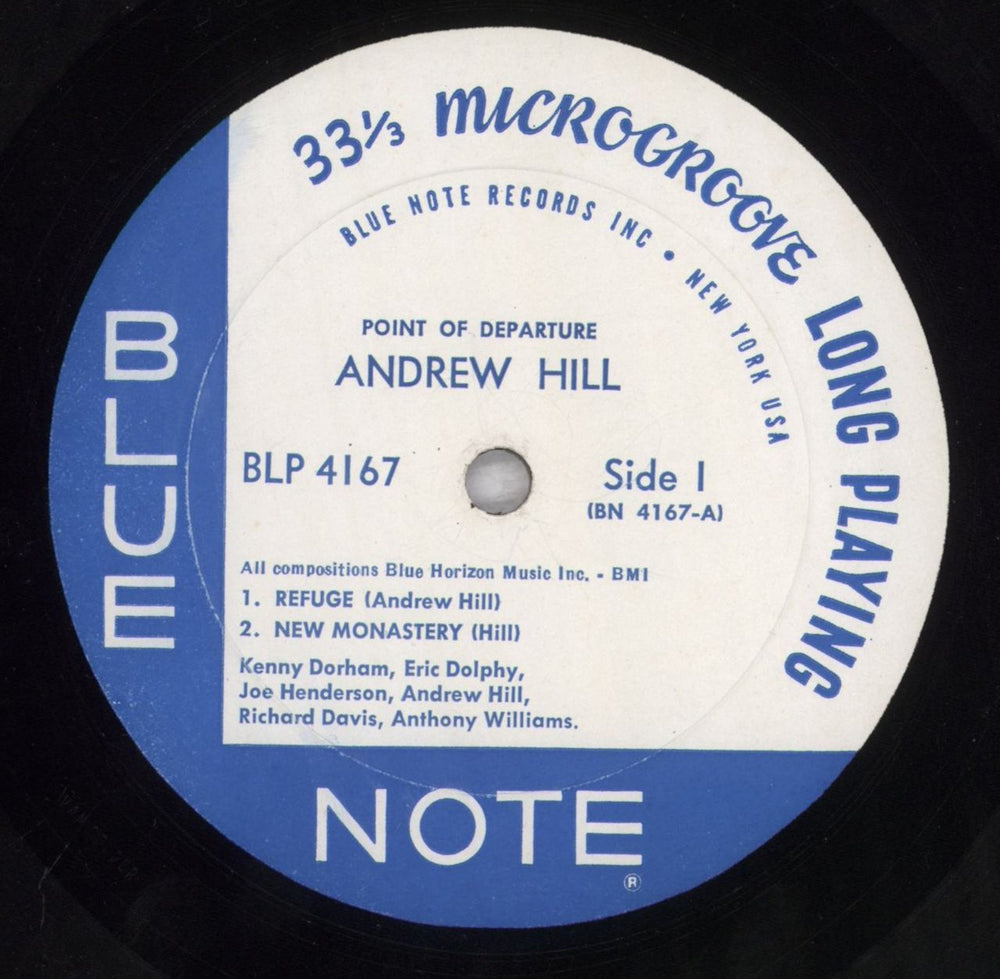 33⅓ MICROGROOVE LONG PLAYING
BLUE NOTE RECORDS INC • NEW YORK USA
POINT OF DEPARTURE
ANDREW HILL
BLP 4167
Side 1
(BN 4167-A)
All compositions Blue Horizon Music Inc. - BMI
1. REFUGE (Andrew Hill)
2. NEW MONASTERY (Hill)
Kenny Dorham, Eric Dolphy,
Joe Henderson, Andrew Hill,
Richard Davis, Anthony Williams.
BLUE
NOTE
®